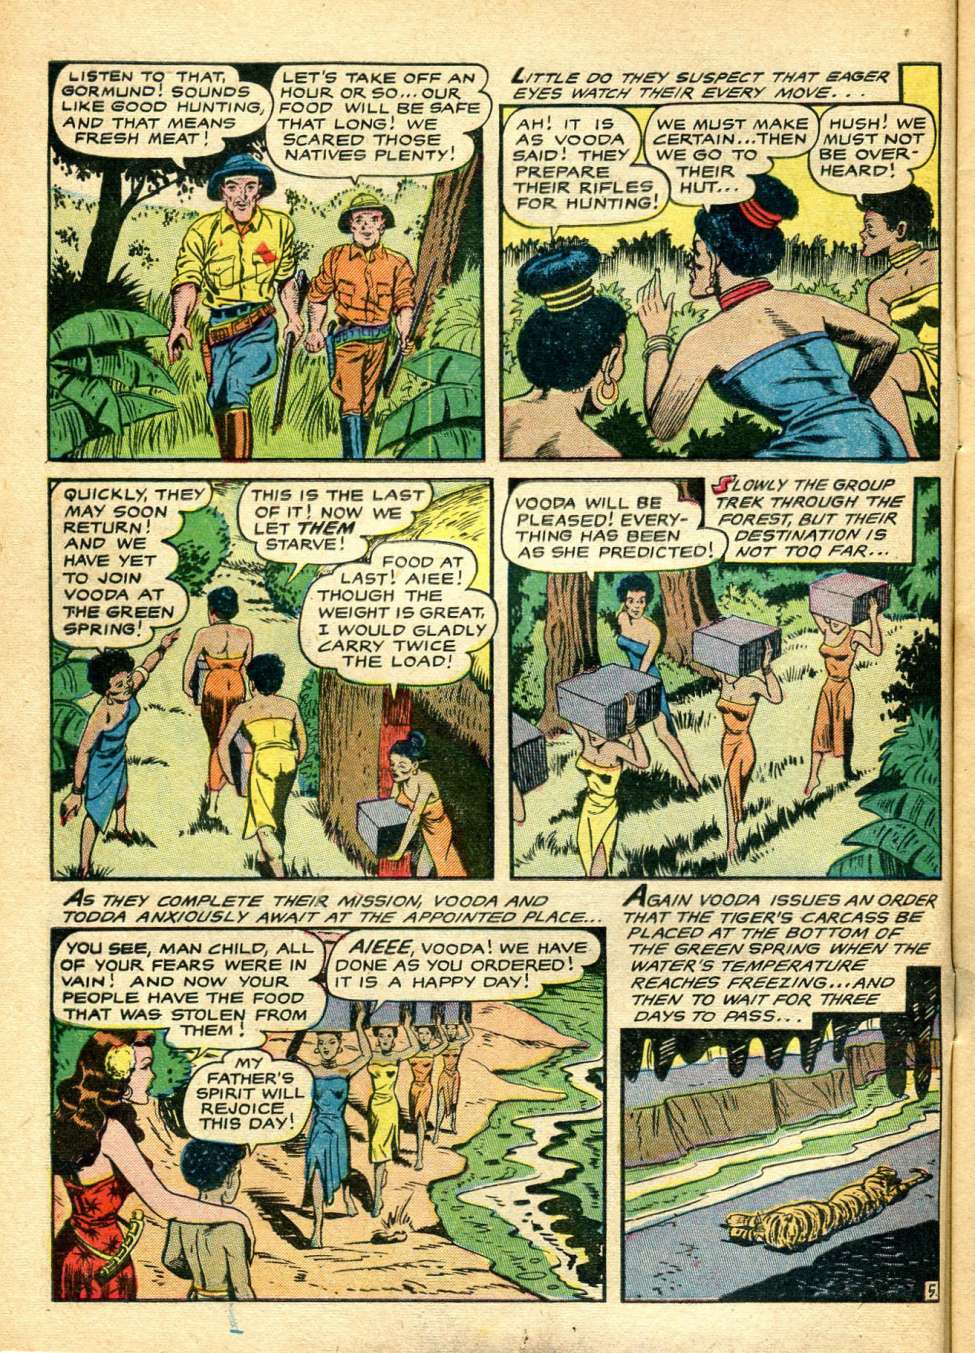 LISTEN TO THAT,
GORMUND! SOUNDS
LIKE GOOD HUNTING,
AND THAT MEANS
FRESH MEAT!
LET'S TAKE OFF AN
HOUR OR SO... OUR
FOOD WILL BE SAFE
THAT LONG! WE
SCARED THOSE
NATIVES PLENTY!
LITTLE DO THEY SUSPECT THAT EAGER
EYES WATCH THEIR EVERY MOVE...
AH! IT IS
AS VOODA
SAID! THEY
PREPARE
THEIR RIFLES
FOR HUNTING!
WE MUST MAKE
CERTAIN...THEN
WE GO TO
THEIR
HUT...
HUSH! WE
MUST NOT
BE OVER-
HEARD!
QUICKLY, THEY
MAY SOON
RETURN!
AND WE
HAVE YET
TO JOIN
VOODA AT
THE GREEN
SPRING!
THIS IS THE LAST
OF IT! NOW WE
LET THEM
STARVE!
FOOD AT
LAST! AIEE!
THOUGH THE
WEIGHT IS GREAT,
I WOULD GLADLY
CARRY TWICE
THE LOAD!
VOODA WILL BE
PLEASED! EVERY-
THING HAS BEEN
AS SHE PREDICTED!
SLOWLY THE GROUP
TREK THROUGH THE
FOREST, BUT THEIR
DESTINATION IS
NOT TOO FAR...
AS THEY COMPLETE THEIR MISSION, VOODA AND
TODDA ANXIOUSLY AWAIT AT THE APPOINTED PLACE...
YOU SEE, MAN CHILD, ALL
OF YOUR FEARS WERE IN
VAIN! AND NOW YOUR
PEOPLE HAVE THE FOOD
THAT WAS STOLEN FROM
THEM!
AIEEE, VOODA! WE HAVE
DONE AS YOU ORDERED!
IT IS A HAPPY DAY!
MY
FATHER'S
SPIRIT WILL
REJOICE
THIS DAY!
AGAIN VOODA ISSUES AN ORDER
THAT THE TIGER'S CARCASS BE
PLACED AT THE BOTTOM OF
THE GREEN SPRING WHEN THE
WATER'S TEMPERATURE
REACHES FREEZING...AND
THEN TO WAIT FOR THREE
DAYS TO PASS...
5